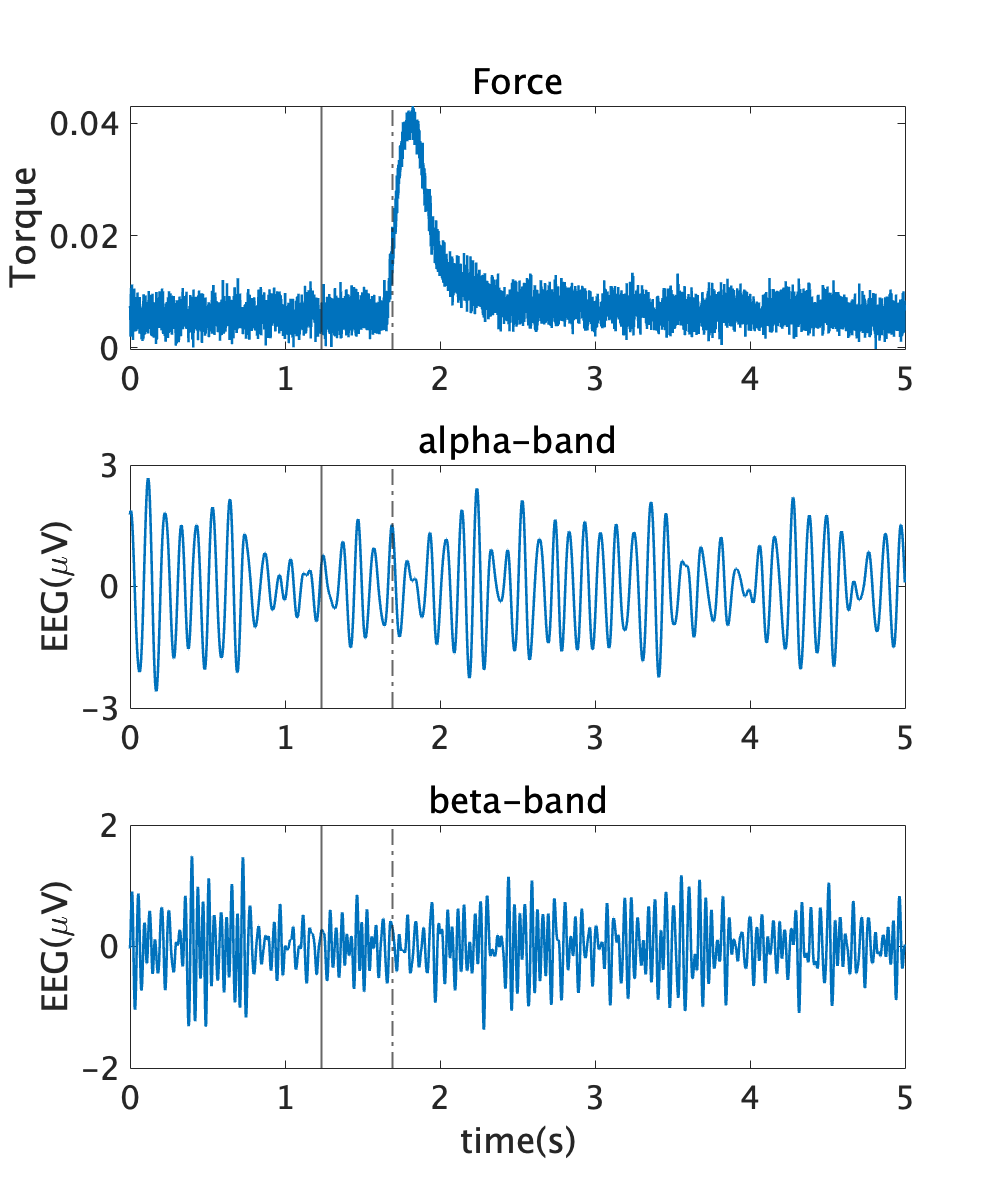 Force
Torque
0.04
0.02
0
0 1 2 3 4 5
alpha-band
EEG(μV)
3
0
-3
0 1 2 3 4 5
beta-band
EEG(μV)
2
0
-2
0 1 2 3 4 5
time(s)